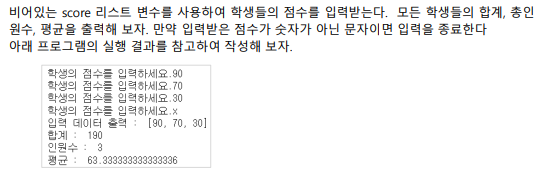 비어있는 score 리스트 변수를 사용하여 학생들의 점수를 입력받는다. 모든 학생들의 합계, 총인
원수, 평균을 출력해 보자. 만약 입력받은 점수가 숫자가 아닌 문자이면 입력을 종료한다
아래 프로그램의 실행 결과를 참고하여 작성해 보자.
학생의 점수를 입력하세요.90
학생의 점수를 입력하세요.70
학생의 점수를 입력하세요.30
학생의 점수를 입력하세요.x
입력 데이터 출력 : [90, 70, 30]
합계 : 190
인원수 : 3
평균 : 63.333333333333336